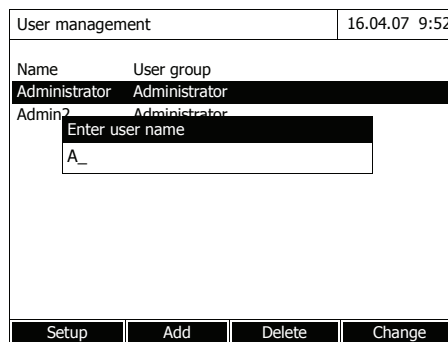 User management 16.04.07 9:52
Name User group
Administrator Administrator
Admin2 Administrator
Enter user name
A_
Setup Add Delete Change